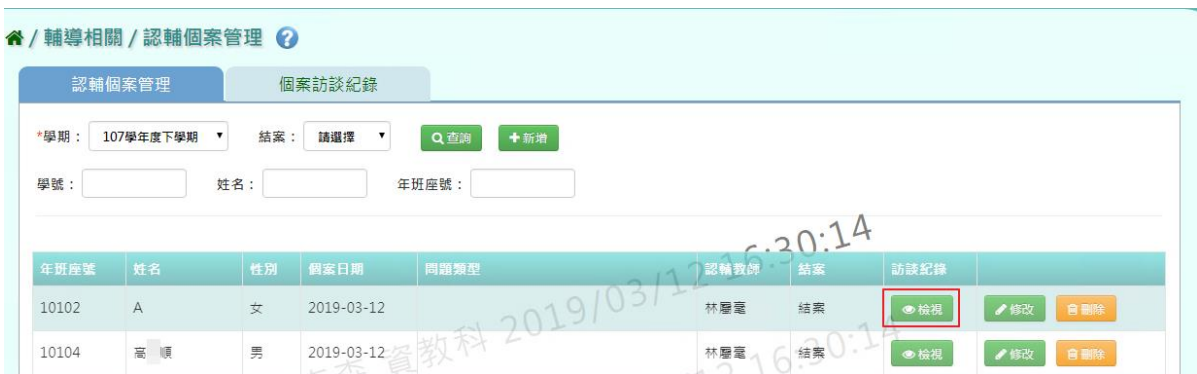 / 輔導相關 / 認輔個案管理 ?
認輔個案管理 個案訪談紀錄
*學期： 107學年度下學期 結案： 請選擇 查詢 新增
學號： 姓名： 年班座號：
年班座號 姓名 性別 個案日期 問題類型 認輔教師 結案 訪談紀錄
10102 A 女 2019-03-12 林 結案 檢視 修改 刪除
10104 高 順 男 2019-03-12 林 結案 檢視 修改 刪除
資教科 2019/03/12 16:30:14
16:30:14